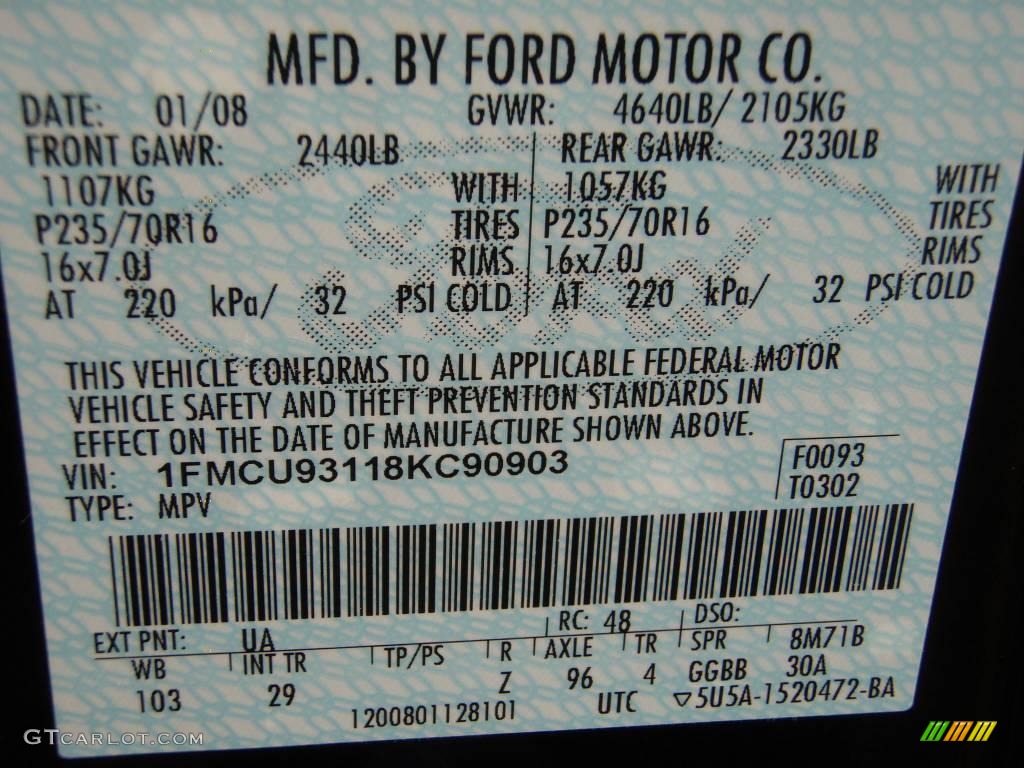 MFD. BY FORD MOTOR CO.
DATE: 01/08 GVWR: 4640LB/ 2105KG
FRONT GAWR: 2440LB REAR GAWR: 2330LB
1107KG WITH 1057KG WITH
P235/70R16 TIRES P235/70R16 TIRES
16x7.0J RIMS 16x7.0J RIMS
AT 220 kPa/ 32 PSI COLD AT 220 kPa/ 32 PSI COLD
Ford
THIS VEHICLE CONFORMS TO ALL APPLICABLE FEDERAL MOTOR
VEHICLE SAFETY AND THEFT PREVENTION STANDARDS IN
EFFECT ON THE DATE OF MANUFACTURE SHOWN ABOVE.
VIN: 1FMCU93118KC90903 F0093
TYPE: MPV T0302
EXT PNT: UA RC: 48 DSO:
WB INT TR TP/PS R AXLE TR SPR 8M71B
103 29 Z 96 4 GGBB 30A
1200801128101 UTC ▽5U5A-1520472-BA
GTCARLOT.COM